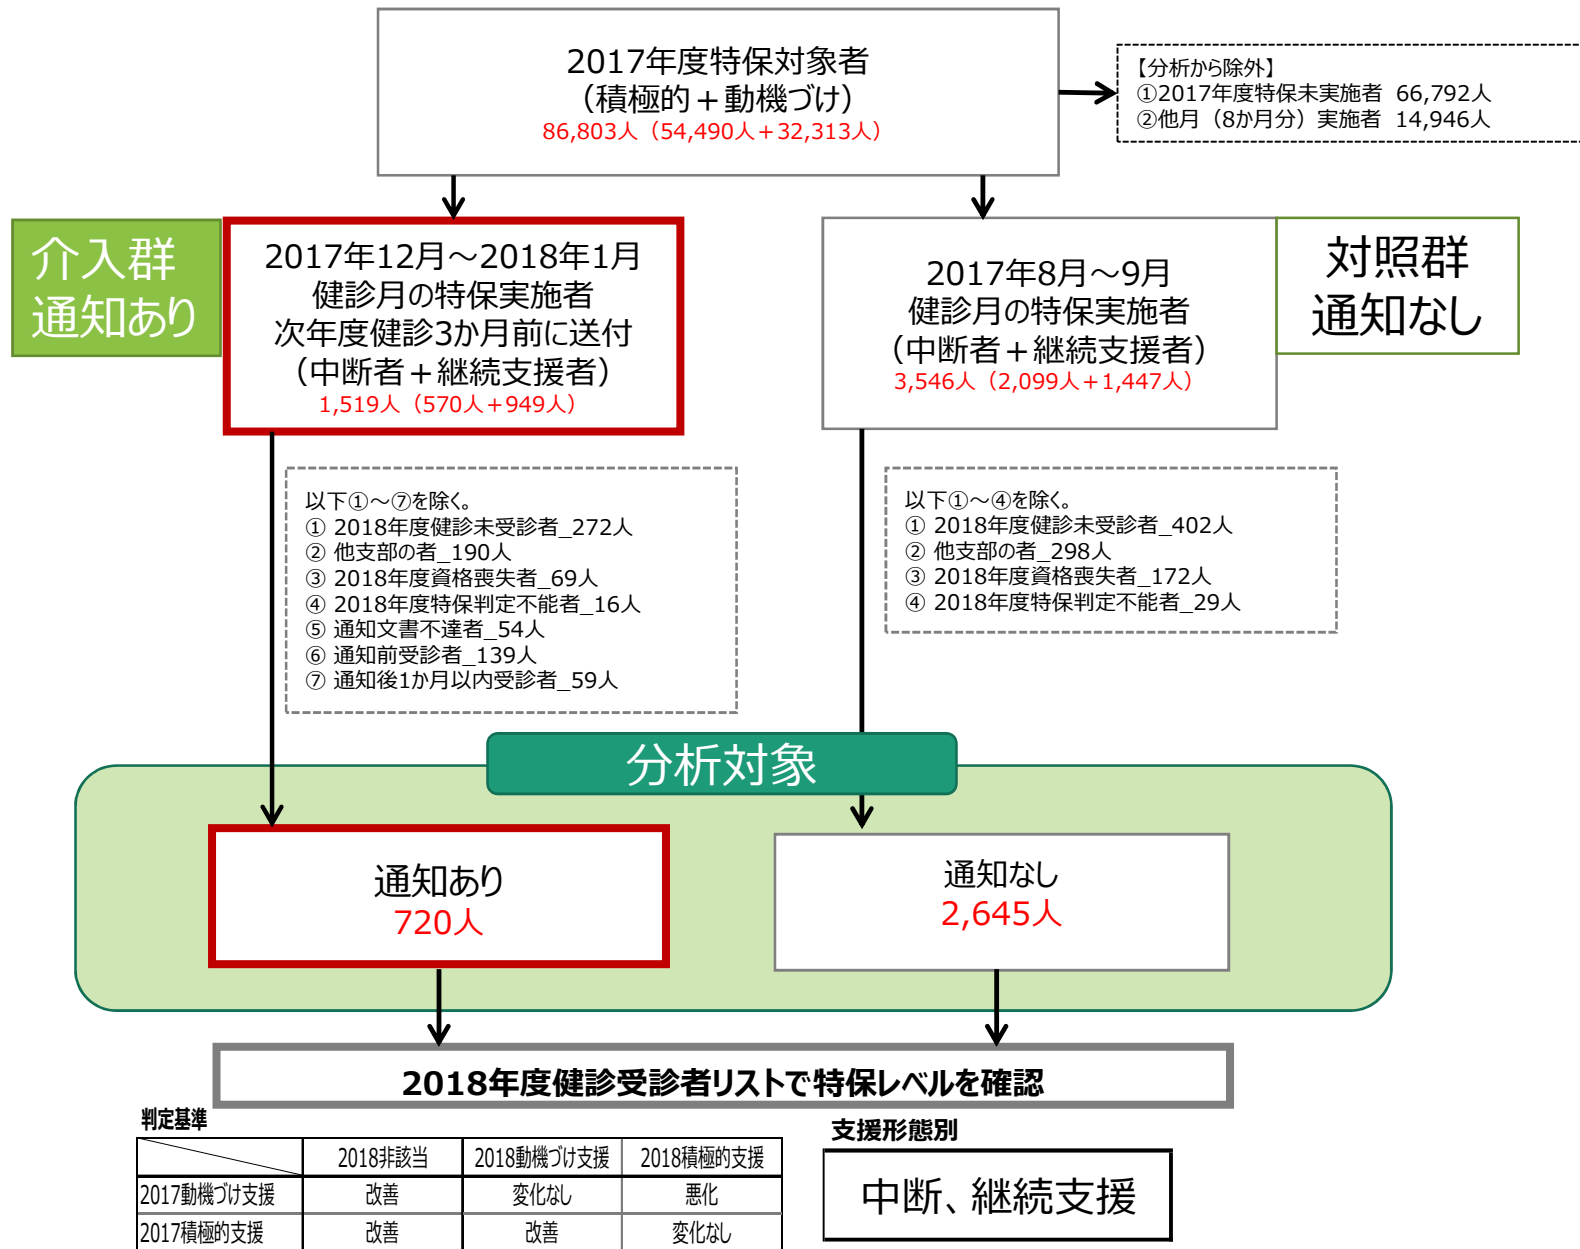 2017年度特保対象者
（積極的＋動機づけ）
86,803人（54,490人＋32,313人）
【分析から除外】
①2017年度特保未実施者 66,792人
②他月（8か月分）実施者 14,946人
介入群
通知あり
2017年12月～2018年1月
健診月の特保実施者
次年度健診3か月前に送付
（中断者＋継続支援者）
1,519人（570人＋949人）
2017年8月～9月
健診月の特保実施者
（中断者＋継続支援者）
3,546人（2,099人＋1,447人）
対照群
通知なし
以下①～⑦を除く。
① 2018年度健診未受診者_272人
② 他支部の者_190人
③ 2018年度資格喪失者_69人
④ 2018年度特保判定不能者_16人
⑤ 通知文書不達者_54人
⑥ 通知前受診者_139人
⑦ 通知後1か月以内受診者_59人
以下①～④を除く。
① 2018年度健診未受診者_402人
② 他支部の者_298人
③ 2018年度資格喪失者_172人
④ 2018年度特保判定不能者_29人
分析対象
通知あり
720人
通知なし
2,645人
2018年度健診受診者リストで特保レベルを確認
判定基準
2018非該当 2018動機づけ支援 2018積極的支援
2017動機づけ支援 改善 変化なし 悪化
2017積極的支援 改善 改善 変化なし
支援形態別
中断、継続支援